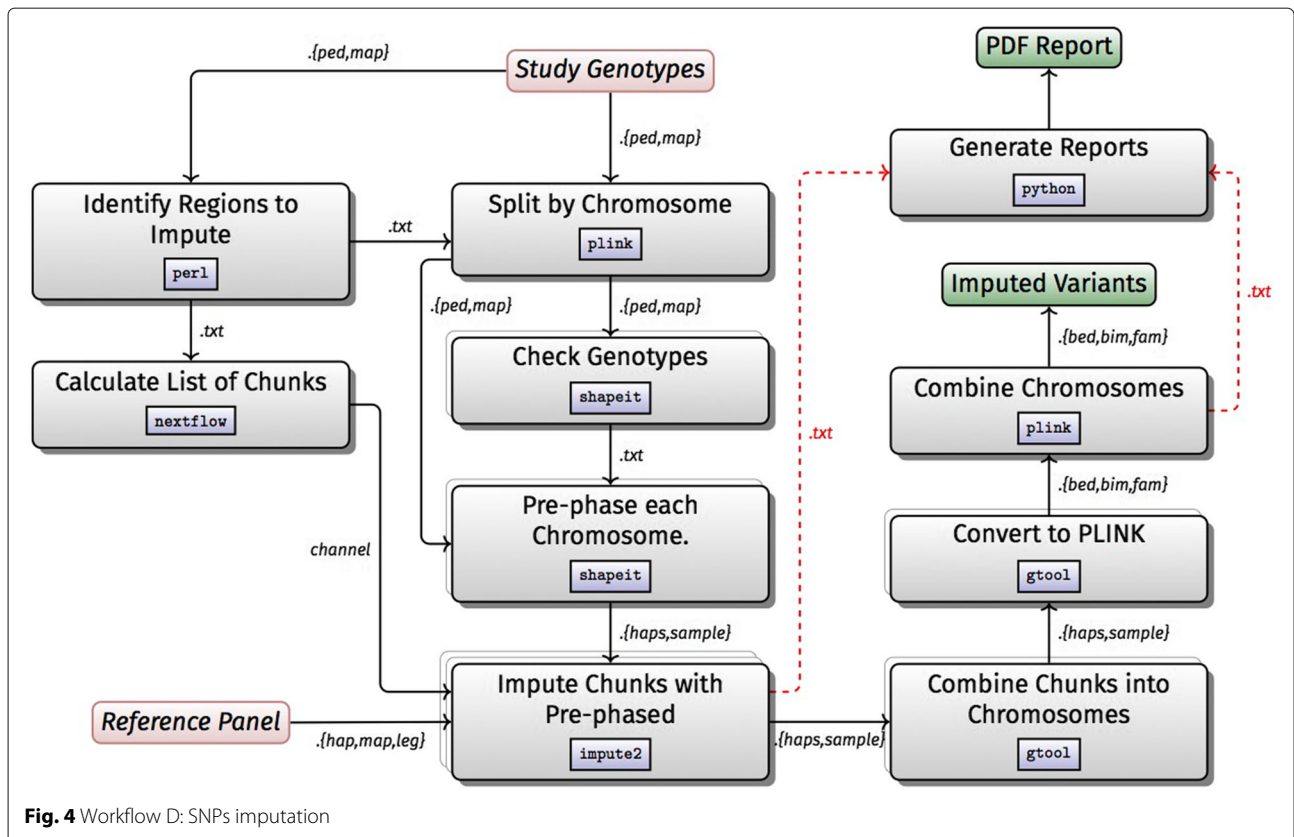 PDF Report
.{ped,map}
Study Genotypes
.{ped,map}
Generate Reports
python
Identify Regions to
Impute
perl
.txt
Split by Chromosome
plink
.{ped,map}
.{ped,map}
.txt
Imputed Variants
.txt
.{bed,bim,fam}
Calculate List of Chunks
nextflow
Check Genotypes
shapeit
Combine Chromosomes
plink
.txt
.txt
.{bed,bim,fam}
Pre-phase each
Chromosome.
shapeit
channel
Convert to PLINK
gtool
.{haps,sample}
.{haps,sample}
Reference Panel
.{hap,map,leg}
Impute Chunks with
Pre-phased
impute2
.{haps,sample}
Combine Chunks into
Chromosomes
gtool
Fig. 4 Workflow D: SNPs imputation